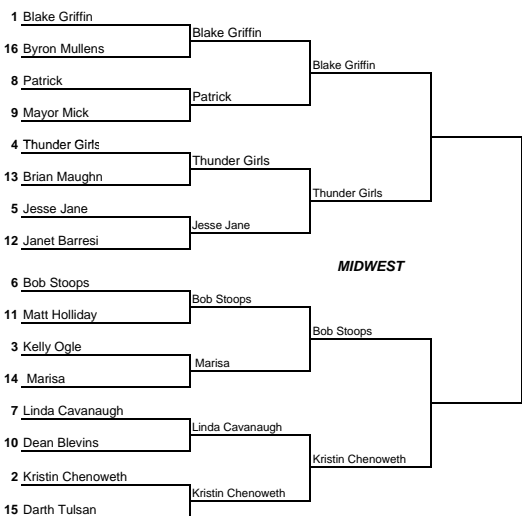 1 Blake Griffin
Blake Griffin
16 Byron Mullens
Blake Griffin
8 Patrick
Patrick
9 Mayor Mick
4 Thunder Girls
Thunder Girls
13 Brian Maughn
Thunder Girls
5 Jesse Jane
Jesse Jane
12 Janet Barresi
MIDWEST
6 Bob Stoops
Bob Stoops
11 Matt Holliday
Bob Stoops
3 Kelly Ogle
Marisa
14 Marisa
7 Linda Cavanaugh
Linda Cavanaugh
10 Dean Blevins
Kristin Chenoweth
2 Kristin Chenoweth
Kristin Chenoweth
15 Darth Tulsan